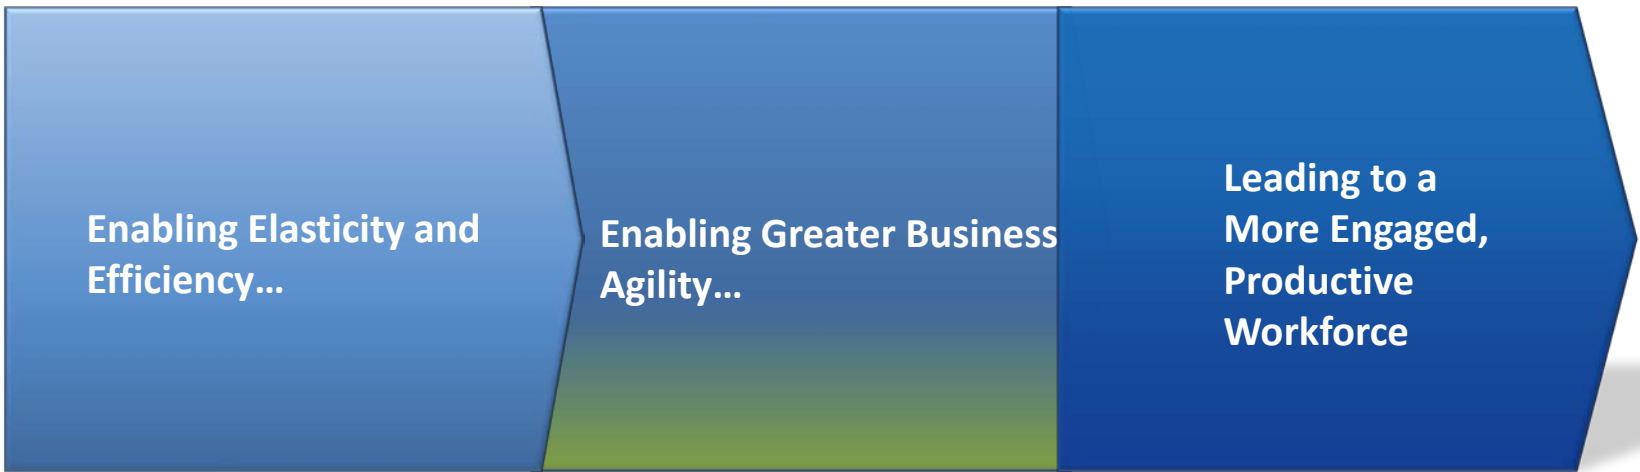 Enabling Elasticity and
Efficiency…
Enabling Greater Business
Agility…
Leading to a
More Engaged,
Productive
Workforce